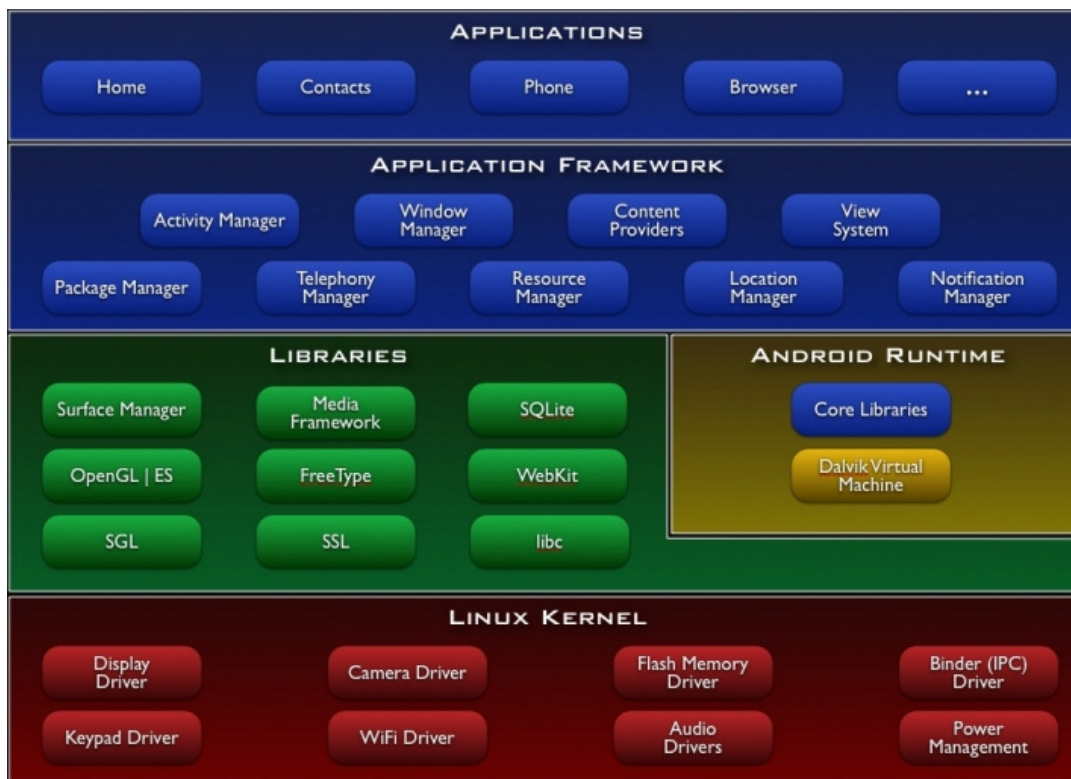 APPLICATIONS
Home
Contacts
Phone
Browser
...
APPLICATION FRAMEWORK
Activity Manager
Window
Manager
Content
Providers
View
System
Package Manager
Telephony
Manager
Resource
Manager
Location
Manager
Notification
Manager
LIBRARIES
Surface Manager
Media
Framework
SQLite
OpenGL | ES
FreeType
WebKit
SGL
SSL
libc
ANDROID RUNTIME
Core Libraries
Dalvik Virtual
Machine
LINUX KERNEL
Display
Driver
Camera Driver
Flash Memory
Driver
Binder (IPC)
Driver
Keypad Driver
WiFi Driver
Audio
Drivers
Power
Management